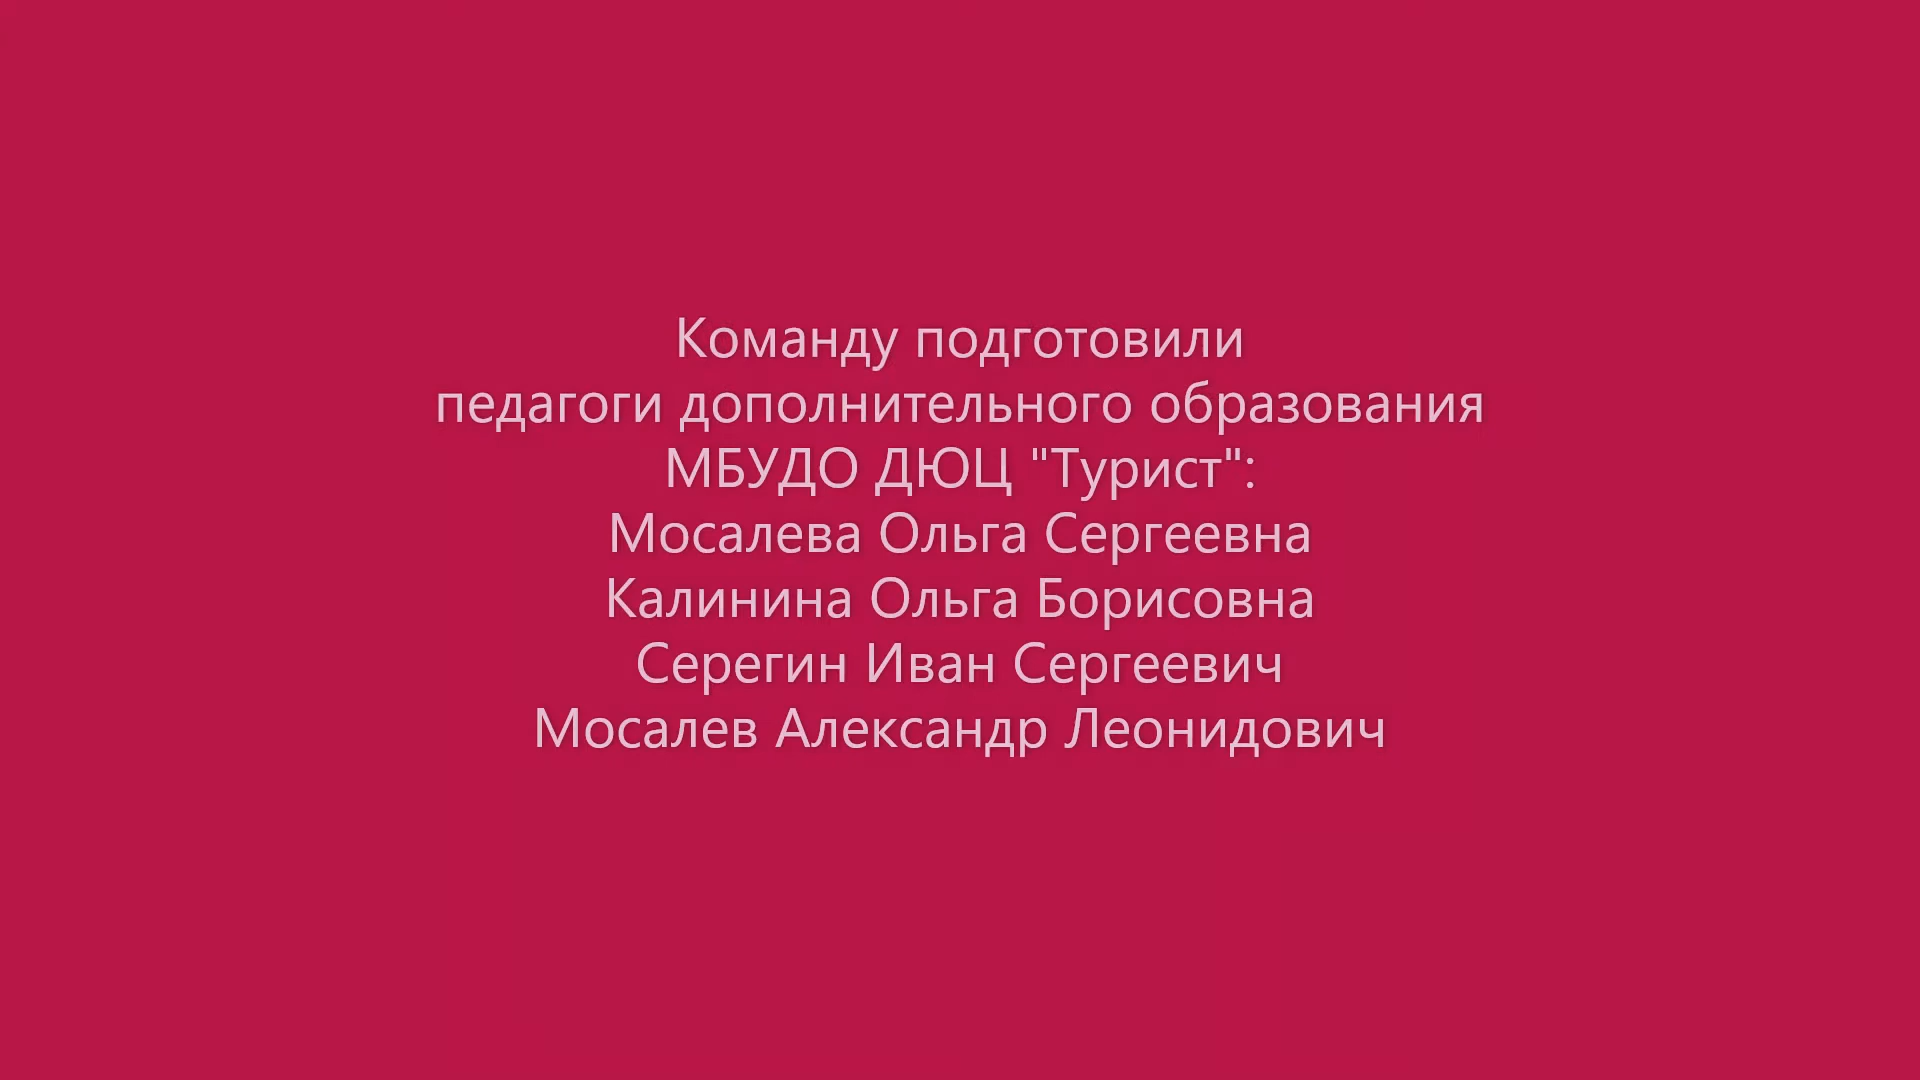 Команду подготовили
педагоги дополнительного образования
МБУДО ДЮЦ "Турист":
Мосалева Ольга Сергеевна
Калинина Ольга Борисовна
Серегин Иван Сергеевич
Мосалев Александр Леонидович